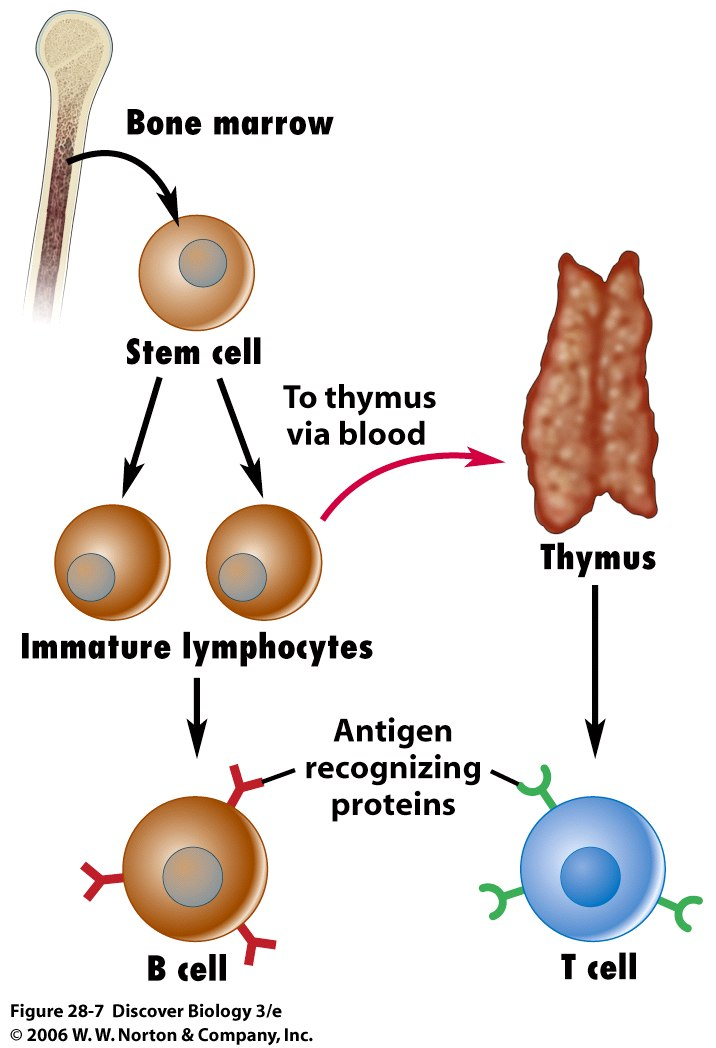 Bone marrow
Stem cell
To thymus
via blood
Thymus
Immature lymphocytes
Antigen
recognizing
proteins
B cell
T cell
Figure 28-7 Discover Biology 3/e
© 2006 W. W. Norton & Company, Inc.